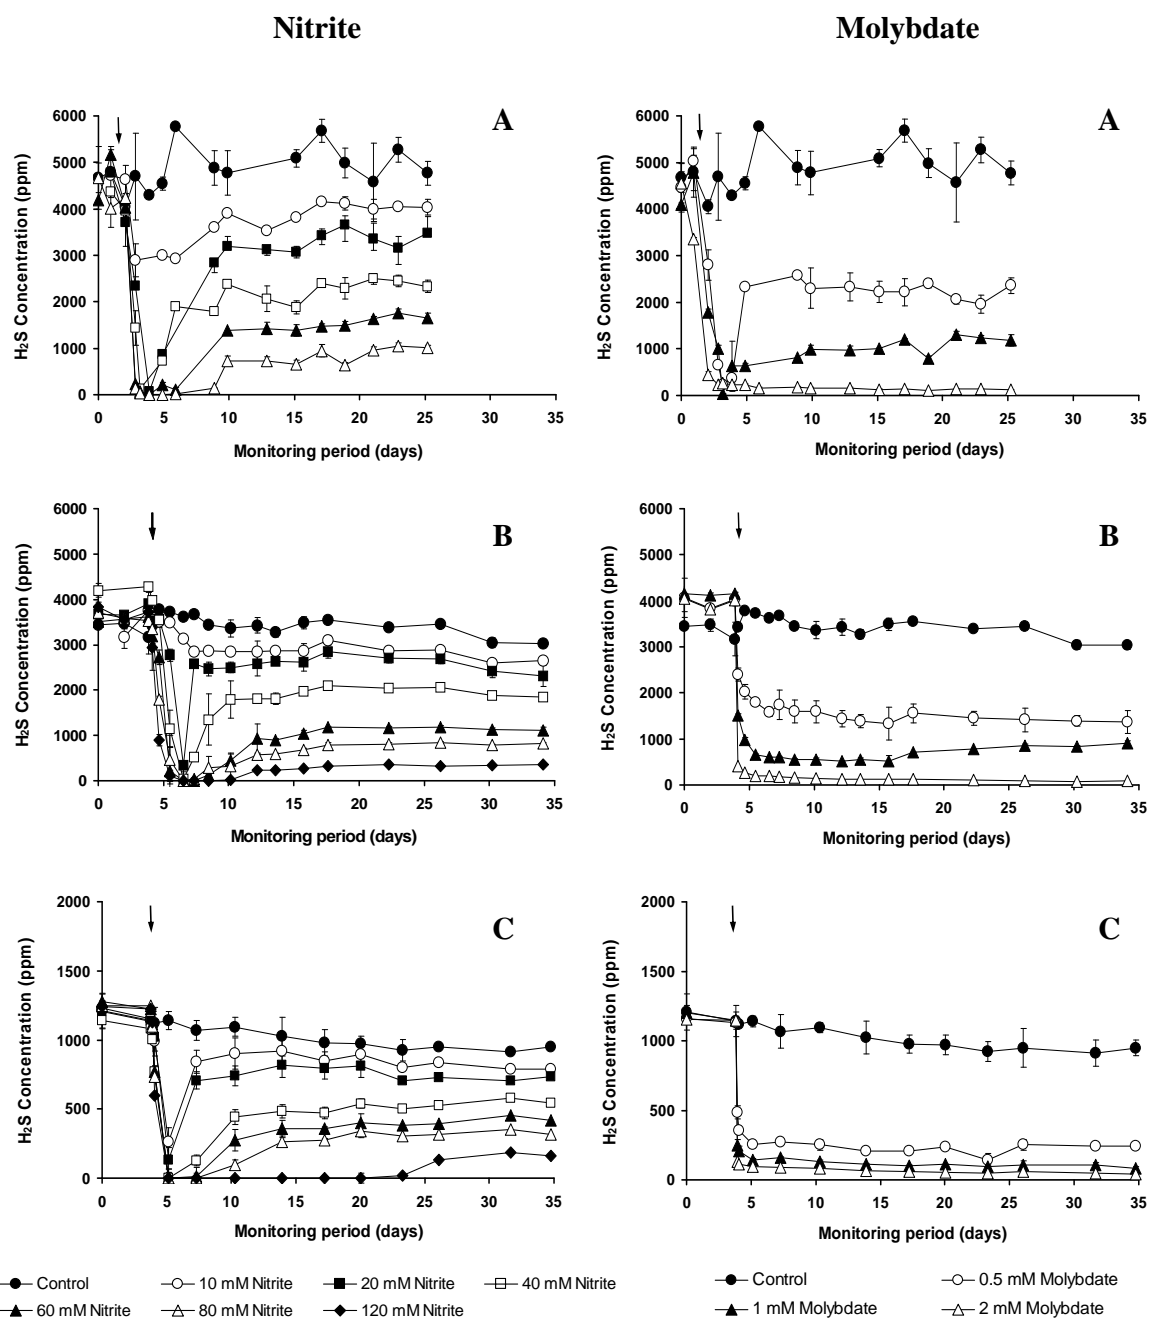 Nitrite
Molybdate
A
6000
5000
4000
3000
2000
1000
0
H₂S Concentration (ppm)
0 5 10 15 20 25 30 35
Monitoring period (days)
A
6000
5000
4000
3000
2000
1000
0
H₂S Concentration (ppm)
0 5 10 15 20 25 30 35
Monitoring period (days)
B
6000
5000
4000
3000
2000
1000
0
H₂S Concentration (ppm)
0 5 10 15 20 25 30 35
Monitoring period (days)
B
6000
5000
4000
3000
2000
1000
0
H₂S Concentration (ppm)
0 5 10 15 20 25 30 35
Monitoring period (days)
C
2000
1500
1000
500
0
H₂S Concentration (ppm)
0 5 10 15 20 25 30 35
Monitoring period (days)
C
2000
1500
1000
500
0
H₂S Concentration (ppm)
0 5 10 15 20 25 30 35
Monitoring period (days)
Control 10 mM Nitrite 20 mM Nitrite 40 mM Nitrite
60 mM Nitrite 80 mM Nitrite 120 mM Nitrite
Control 0.5 mM Molybdate
1 mM Molybdate 2 mM Molybdate